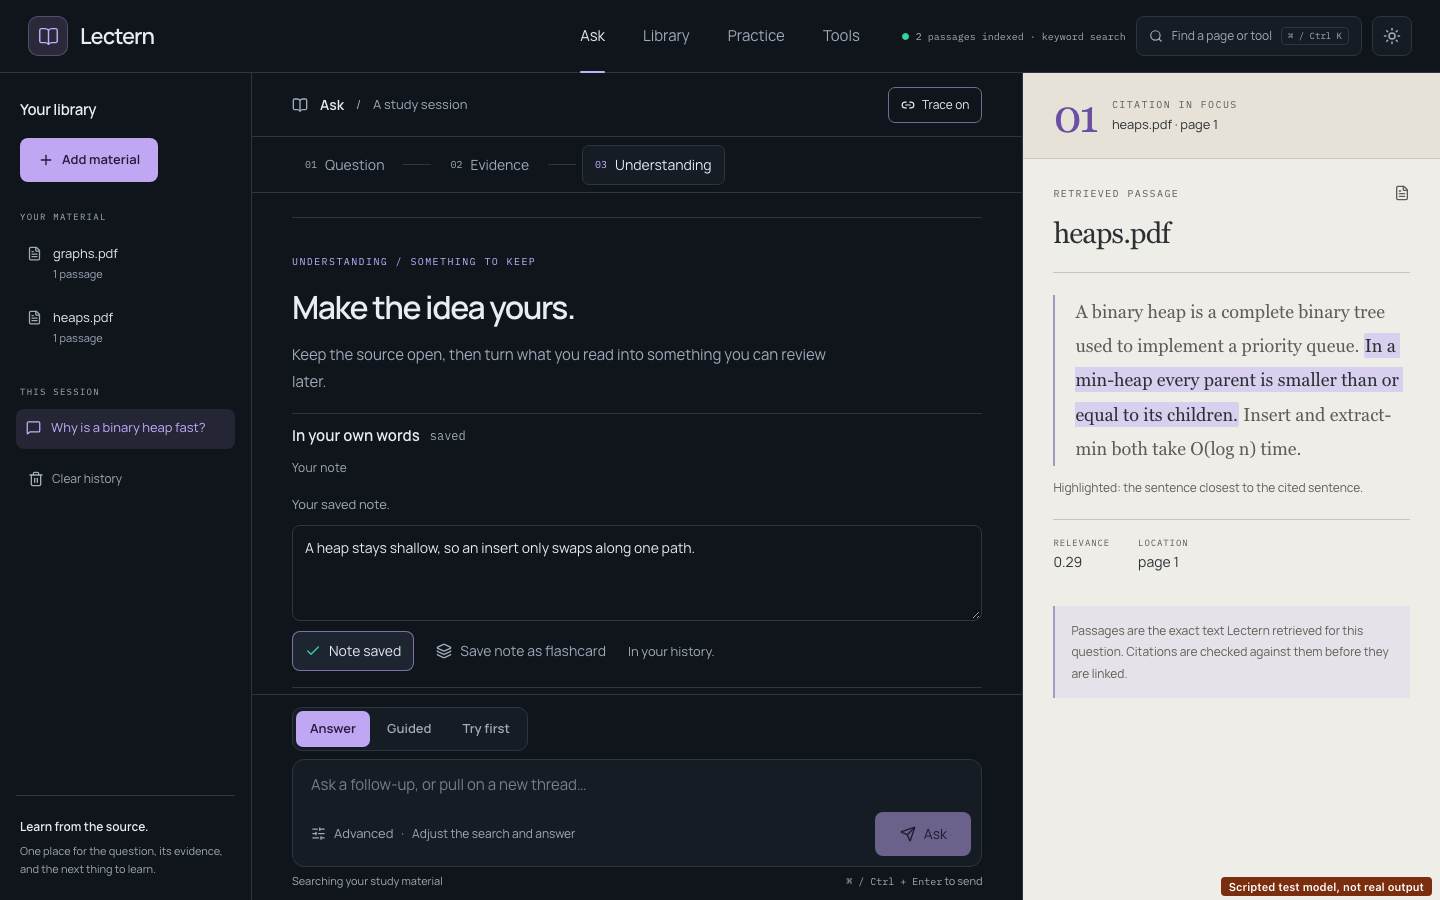 Lectern
Ask
Library
Practice
Tools
2 passages indexed · keyword search
Find a page or tool
⌘ / Ctrl K
Your library
Add material
YOUR MATERIAL
graphs.pdf
1 passage
heaps.pdf
1 passage
THIS SESSION
Why is a binary heap fast?
Clear history
Learn from the source.
One place for the question, its evidence,
and the next thing to learn.
Ask / A study session
Trace on
01 Question
02 Evidence
03 Understanding
UNDERSTANDING / SOMETHING TO KEEP
Make the idea yours.
Keep the source open, then turn what you read into something you can review
later.
In your own words saved
Your note
Your saved note.
A heap stays shallow, so an insert only swaps along one path.
Note saved
Save note as flashcard
In your history.
Answer
Guided
Try first
Ask a follow-up, or pull on a new thread...
Advanced · Adjust the search and answer
Ask
Searching your study material
⌘ / Ctrl + Enter to send
01
CITATION IN FOCUS
heaps.pdf · page 1
RETRIEVED PASSAGE
heaps.pdf
A binary heap is a complete binary tree
used to implement a priority queue. In a
min-heap every parent is smaller than or
equal to its children. Insert and extract-
min both take O(log n) time.
Highlighted: the sentence closest to the cited sentence.
RELEVANCE
0.29
LOCATION
page 1
Passages are the exact text Lectern retrieved for this
question. Citations are checked against them before they
are linked.
Scripted test model, not real output